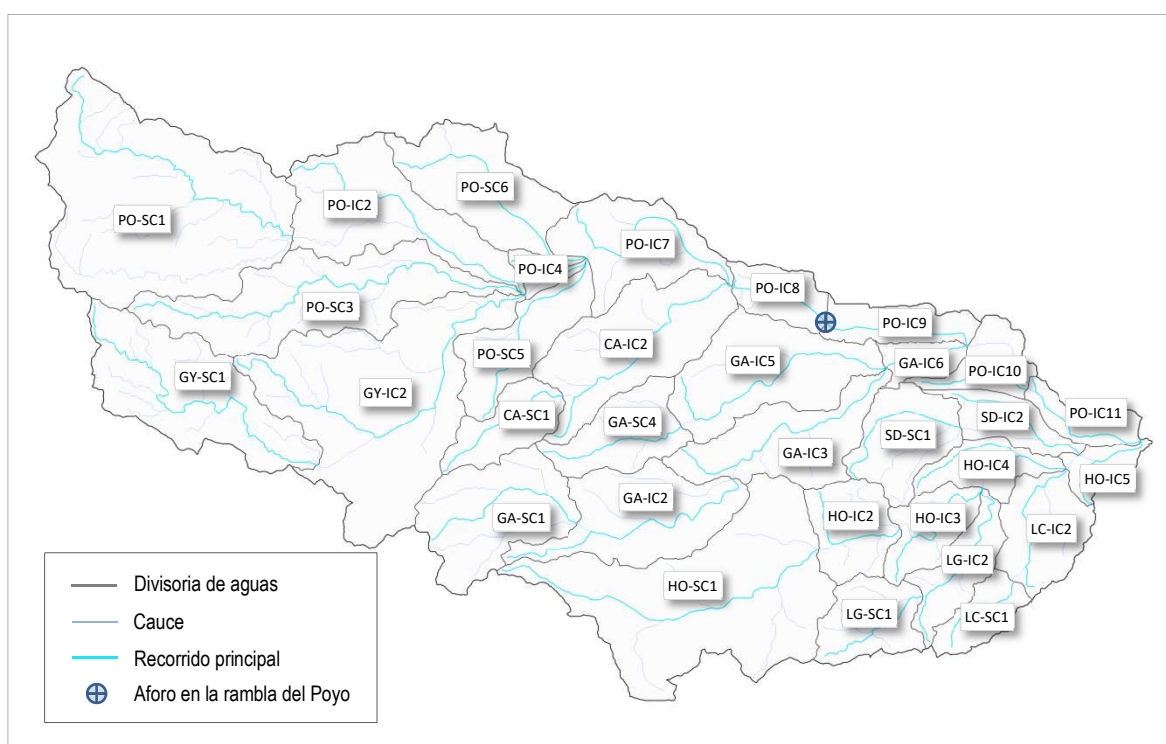 PO-SC6
PO-IC2
PO-SC1
PO-IC7
PO-IC4
PO-IC8
PO-SC3
PO-IC9
CA-IC2
PO-SC5
GA-IC5
GA-IC6
PO-IC10
GY-SC1
GY-IC2
CA-SC1
GA-SC4
SD-SC1
SD-IC2
PO-IC11
GA-IC3
HO-IC4
HO-IC5
GA-IC2
GA-SC1
HO-IC2
HO-IC3
LC-IC2
LG-IC2
HO-SC1
LG-SC1
LC-SC1
Divisoria de aguas
Cauce
Recorrido principal
Aforo en la rambla del Poyo